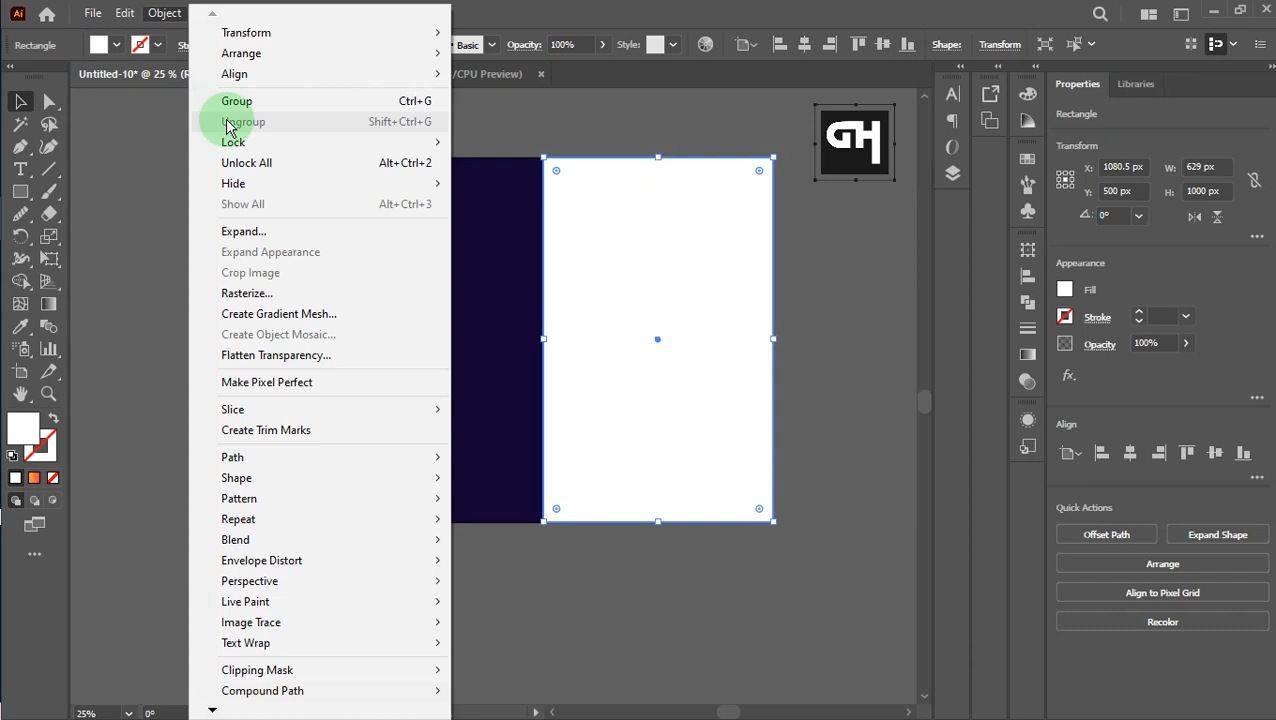 Ai File Edit Object
Rectangle St Basic Opacity: 100% Style: Shape: Transform
Untitled-10* @ 25 % (R /CPU Preview)
Transform
Arrange
Align
Group Ctrl+G
Ungroup Shift+Ctrl+G
Lock
Unlock All Alt+Ctrl+2
Hide
Show All Alt+Ctrl+3
Expand...
Expand Appearance
Crop Image
Rasterize...
Create Gradient Mesh...
Create Object Mosaic...
Flatten Transparency...
Make Pixel Perfect
Slice
Create Trim Marks
Path
Shape
Pattern
Repeat
Blend
Envelope Distort
Perspective
Live Paint
Image Trace
Text Wrap
Clipping Mask
Compound Path
25% 0°
GH
Properties Libraries
Rectangle
Transform
X: 1080.5 px W: 629 px
Y: 500 px H: 1000 px
0°
Appearance
Fill
Stroke
Opacity 100%
fx.
Align
Quick Actions
Offset Path Expand Shape
Arrange
Align to Pixel Grid
Recolor